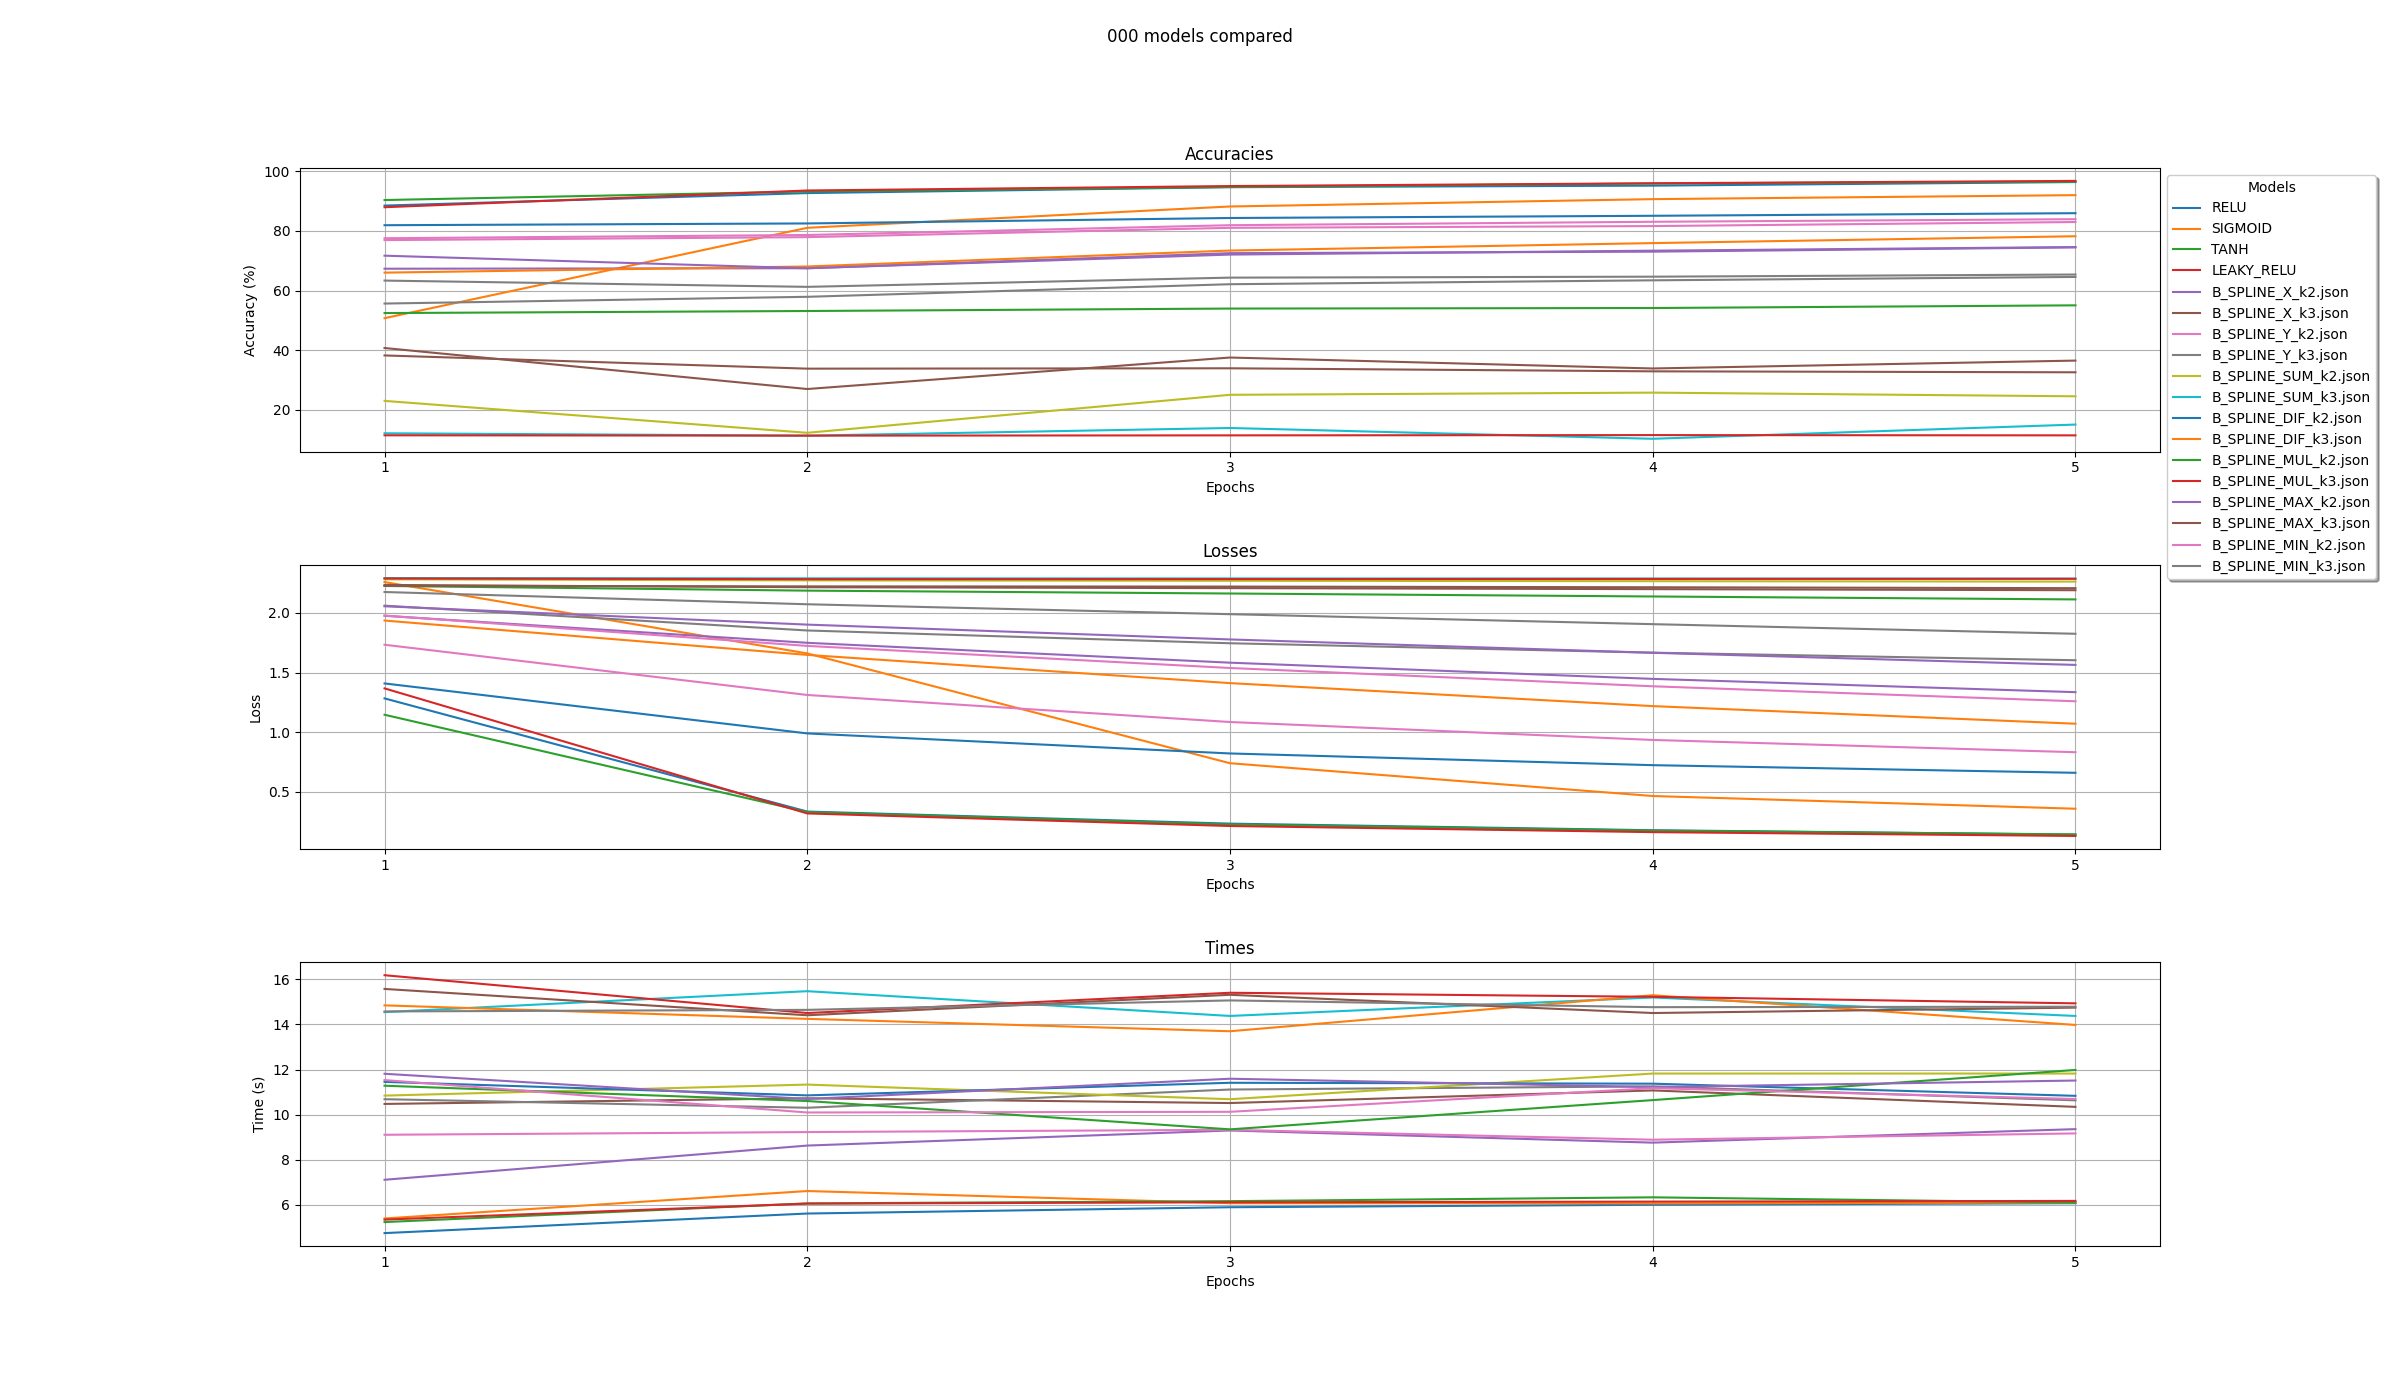 000 models compared
Accuracies
100
80
60
40
20
Accuracy (%)
1 2 3 4 5
Epochs
Models
RELU
SIGMOID
TANH
LEAKY_RELU
B_SPLINE_X_k2.json
B_SPLINE_X_k3.json
B_SPLINE_Y_k2.json
B_SPLINE_Y_k3.json
B_SPLINE_SUM_k2.json
B_SPLINE_SUM_k3.json
B_SPLINE_DIF_k2.json
B_SPLINE_DIF_k3.json
B_SPLINE_MUL_k2.json
B_SPLINE_MUL_k3.json
B_SPLINE_MAX_k2.json
B_SPLINE_MAX_k3.json
B_SPLINE_MIN_k2.json
B_SPLINE_MIN_k3.json
Losses
2.0
1.5
1.0
0.5
Loss
1 2 3 4 5
Epochs
Times
16
14
12
10
8
6
Time (s)
1 2 3 4 5
Epochs